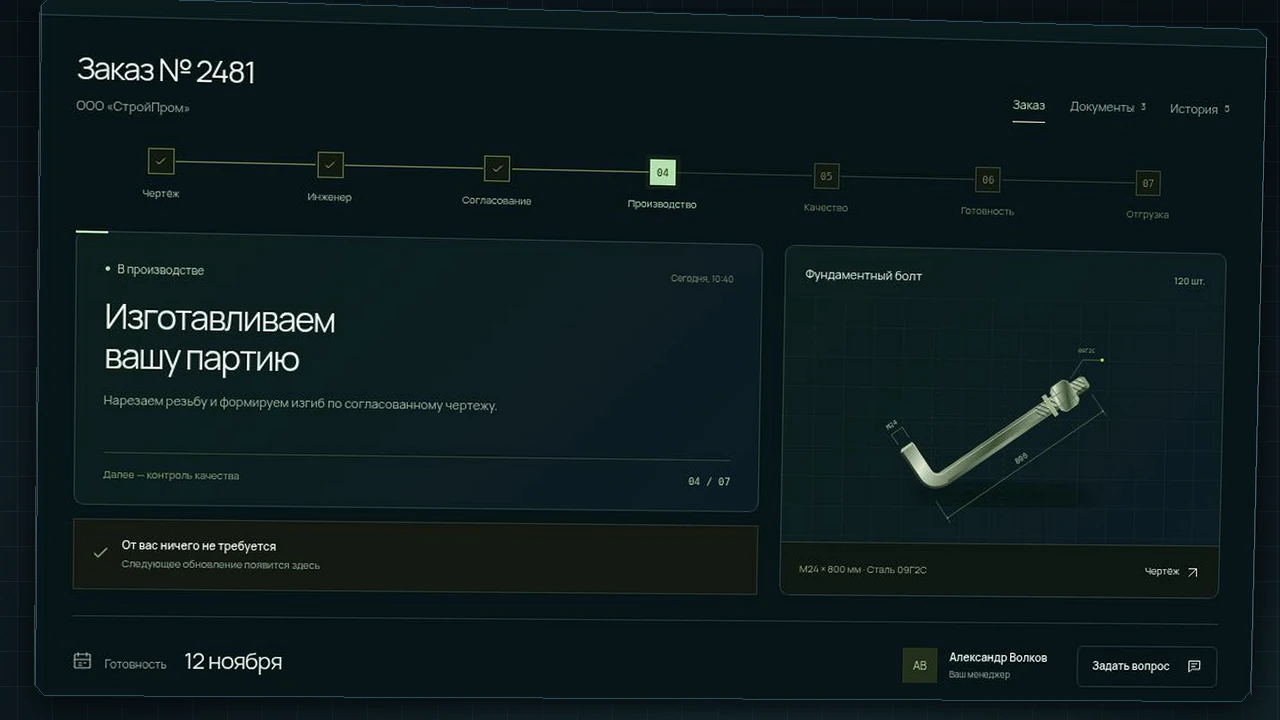 Заказ № 2481
ООО «СтройПром»
Заказ
Документы 3
История 5
04
05
06
07
Чертёж
Инженер
Согласование
Производство
Качество
Готовность
Отгрузка
В производстве
Сегодня, 10:40
Изготавливаем
вашу партию
Нарезаем резьбу и формируем изгиб по согласованному чертежу.
Далее — контроль качества
04 / 07
От вас ничего не требуется
Следующее обновление появится здесь
Фундаментный болт
120 шт.
09Г2С
М24
800
М24 × 800 мм · Сталь 09Г2С
Чертёж
Готовность
12 ноября
АВ
Александр Волков
Ваш менеджер
Задать вопрос